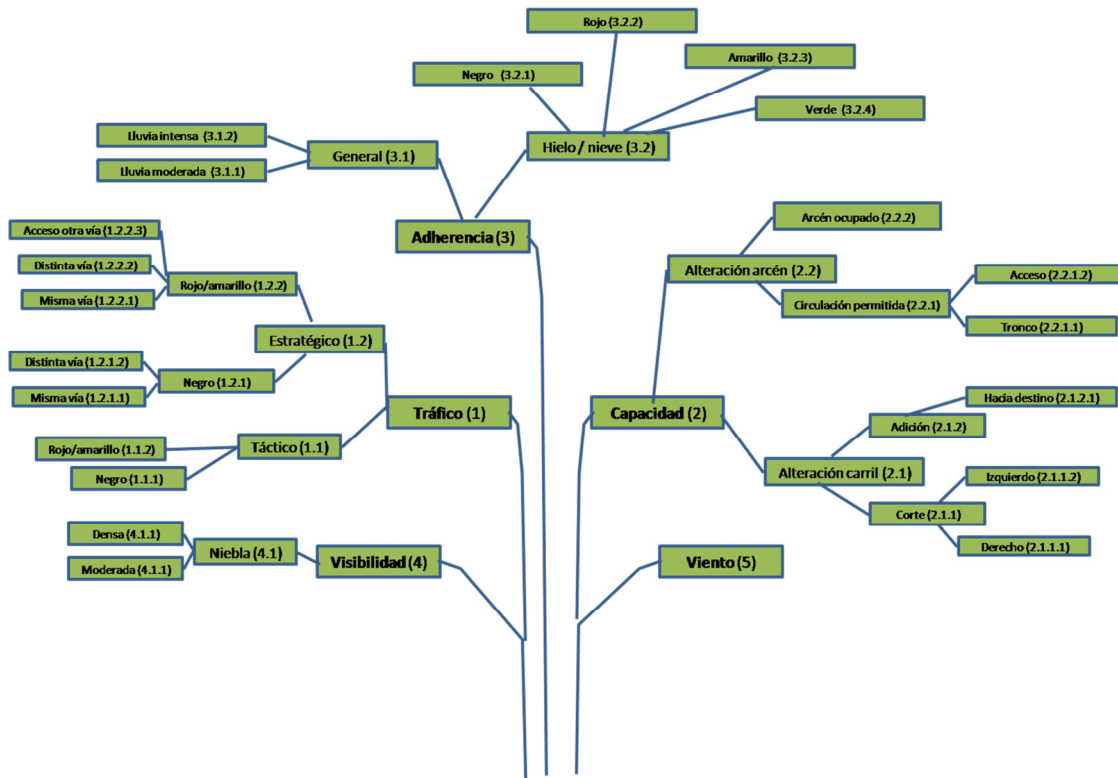 Rojo (3.2.2)
Amarillo (3.2.3)
Negro (3.2.1)
Verde (3.2.4)
Lluvia intensa (3.1.2)
General (3.1)
Hielo / nieve (3.2)
Lluvia moderada (3.1.1)
Adherencia (3)
Acceso otra vía (1.2.2.3)
Distinta vía (1.2.2.2)
Rojo/amarillo (1.2.2)
Misma vía (1.2.2.1)
Estratégico (1.2)
Distinta vía (1.2.1.2)
Negro (1.2.1)
Misma vía (1.2.1.1)
Tráfico (1)
Rojo/amarillo (1.1.2)
Táctico (1.1)
Negro (1.1.1)
Densa (4.1.1)
Niebla (4.1)
Moderada (4.1.1)
Visibilidad (4)
Arcén ocupado (2.2.2)
Alteración arcén (2.2)
Acceso (2.2.1.2)
Circulación permitida (2.2.1)
Tronco (2.2.1.1)
Capacidad (2)
Hacia destino (2.1.2.1)
Adición (2.1.2)
Alteración carril (2.1)
Izquierdo (2.1.1.2)
Corte (2.1.1)
Derecho (2.1.1.1)
Viento (5)